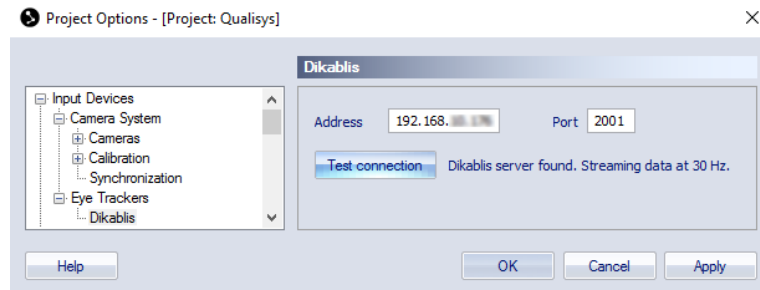 Project Options - [Project: Qualisys]
Dikablis
Input Devices
Camera System
Cameras
Calibration
Synchronization
Eye Trackers
Dikablis
Address 192.168. Port 2001
Test connection Dikablis server found. Streaming data at 30 Hz.
Help OK Cancel Apply